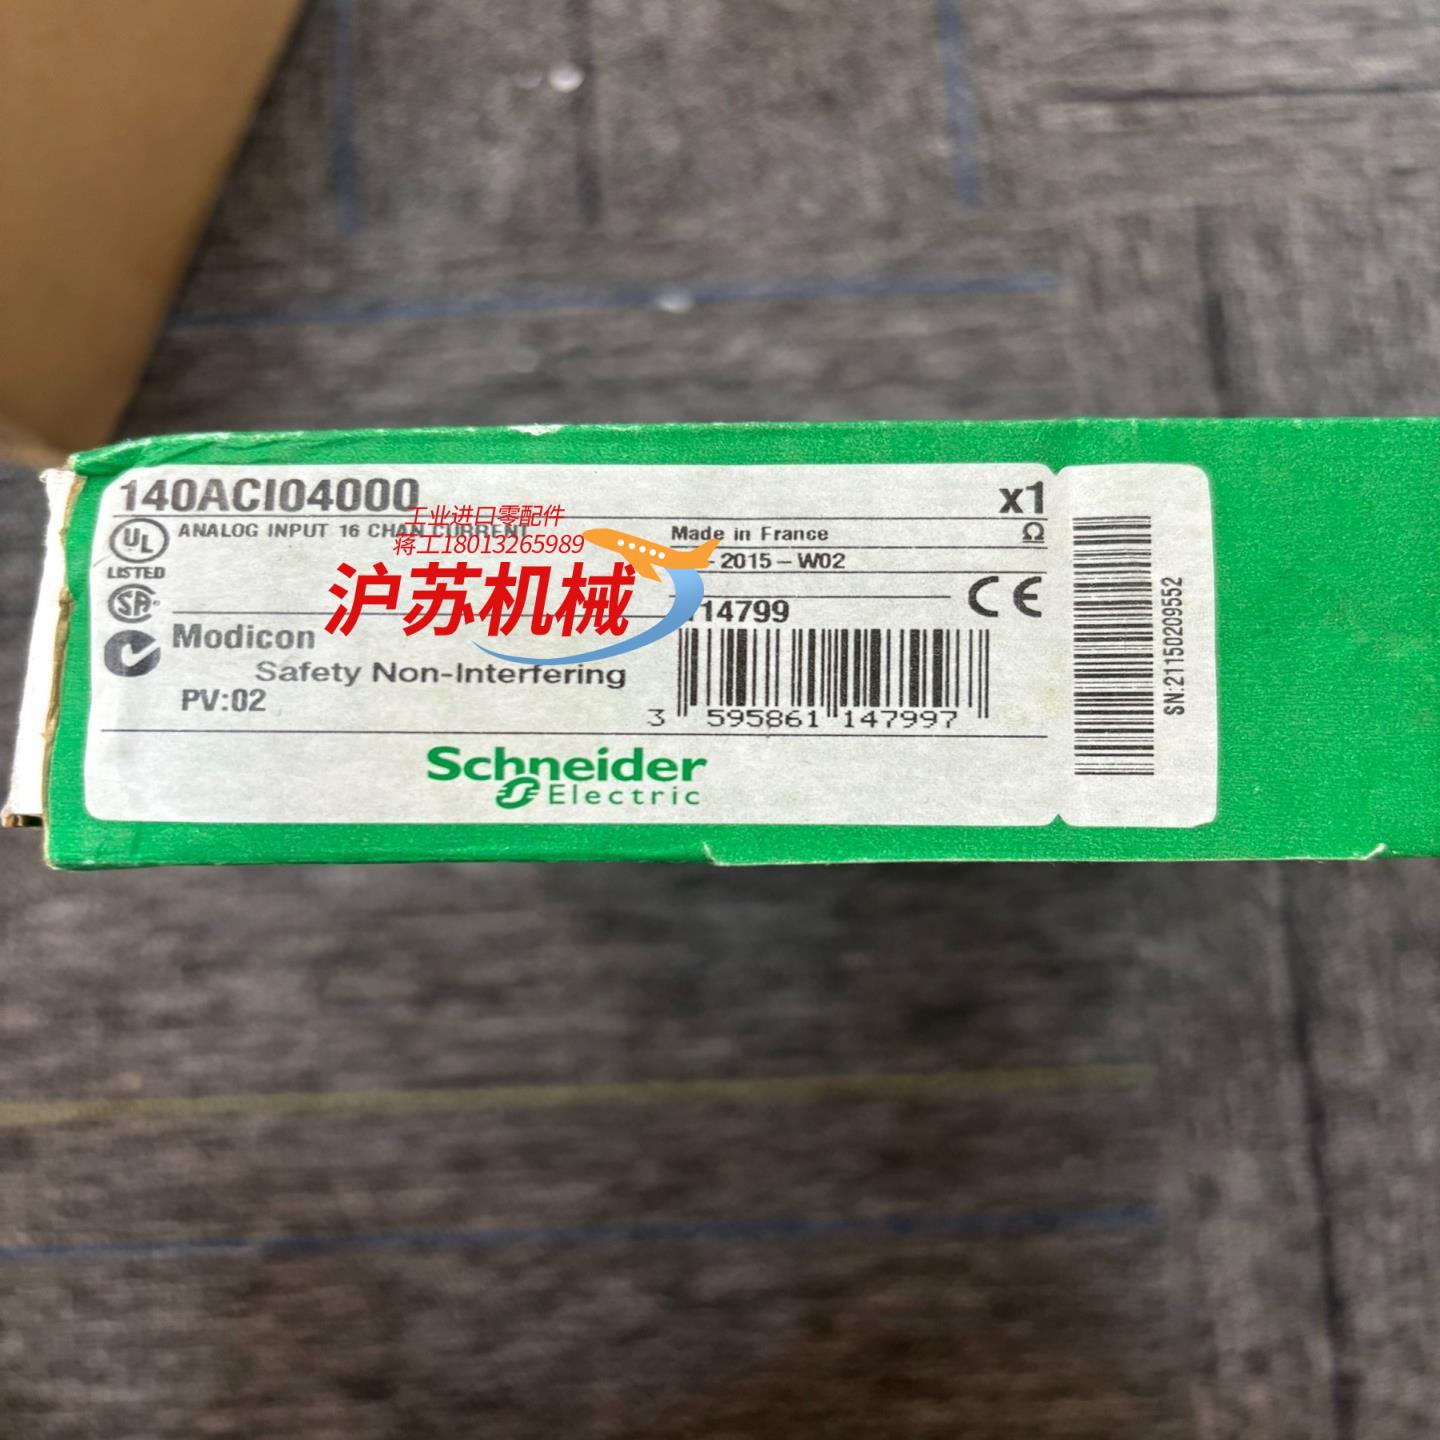 140ACI04000
x1
工业进口零配件
ANALOG INPUT 16 CHAN CURRENT
Made in France
Ω
蒋工18013265989
UL
LISTED
- 2015 - W02
沪苏机械
CE
SA
14799
Modicon
Safety Non-Interfering
PV:02
3 595861 147997
SN:21150209552
Schneider
Electric